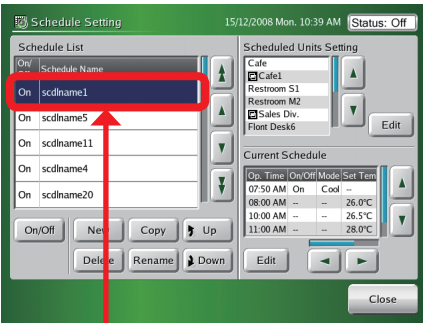 Schedule Setting
15/12/2008 Mon. 10:39 AM
Status: Off
Schedule List
On/
Schedule Name
On scdlname1
On scdlname5
On scdlname11
On scdlname4
On scdlname20
On/Off New Copy Up
Delete Rename Down
Scheduled Units Setting
Cafe
Cafe1
Restroom S1
Restroom M2
Sales Div.
Flont Desk6
Edit
Current Schedule
Op. Time On/Off Mode Set Tem
07:50 AM On Cool --
08:00 AM -- -- 26.0°C
10:00 AM -- -- 26.5°C
11:00 AM -- -- 28.0°C
Edit
Close